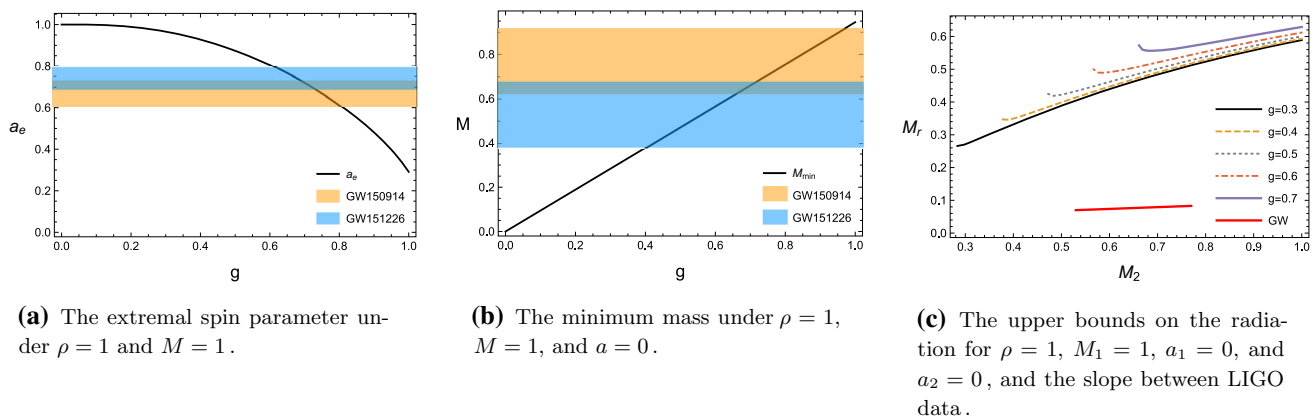 1.0
0.8
0.6
a_e
0.4
0.2
0.0
a_e
GW150914
GW151226
0.0 0.2 0.4 0.6 0.8 1.0
g
(a) The extremal spin parameter un-
der ρ = 1 and M = 1.
0.8
0.6
M
0.4
0.2
0.0
M_min
GW150914
GW151226
0.0 0.2 0.4 0.6 0.8 1.0
g
(b) The minimum mass under ρ = 1,
M = 1, and a = 0.
0.6
0.5
0.4
M_r
0.3
0.2
0.1
0.0
g=0.3
g=0.4
g=0.5
g=0.6
g=0.7
GW
0.3 0.4 0.5 0.6 0.7 0.8 0.9 1.0
M_2
(c) The upper bounds on the radia-
tion for ρ = 1, M_1 = 1, a_1 = 0, and
a_2 = 0, and the slope between LIGO
data.